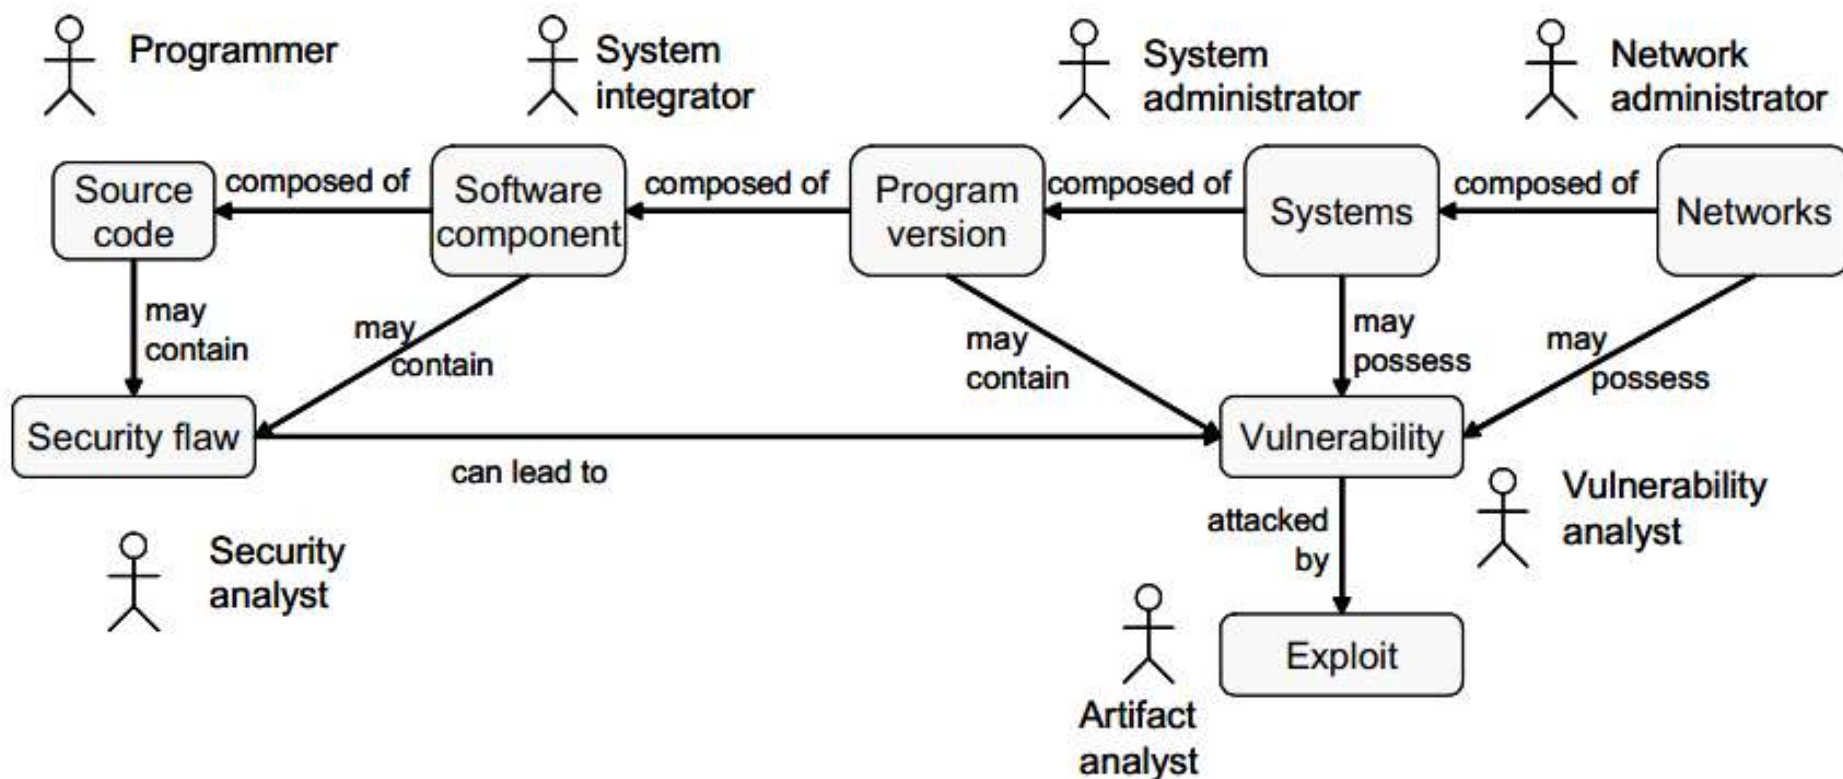 Programmer
System
integrator
System
administrator
Network
administrator
Source
code
composed of
Software
component
composed of
Program
version
composed of
Systems
composed of
Networks
may
contain
may
contain
may
contain
may
possess
may
possess
Security flaw
can lead to
Vulnerability
Security
analyst
attacked
by
Vulnerability
analyst
Exploit
Artifact
analyst